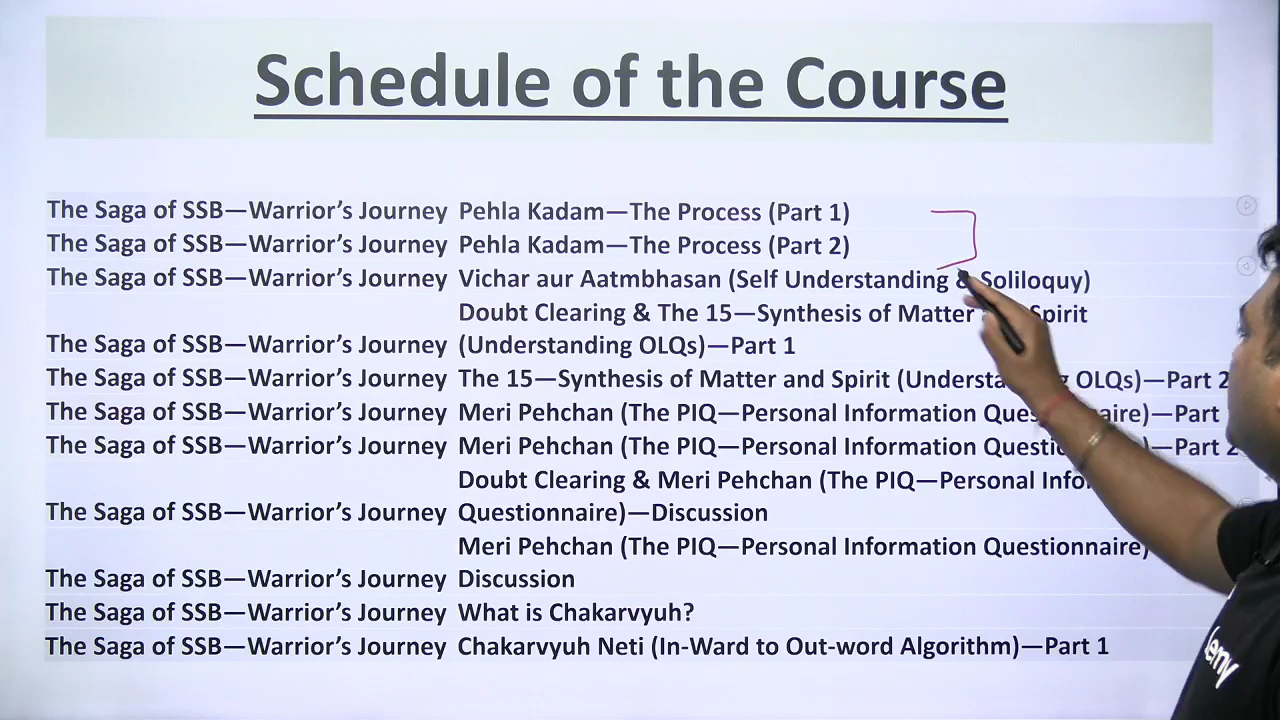 Schedule of the Course
The Saga of SSB—Warrior's Journey Pehla Kadam—The Process (Part 1)
The Saga of SSB—Warrior's Journey Pehla Kadam—The Process (Part 2)
The Saga of SSB—Warrior's Journey Vichar aur Aatmbhasan (Self Understanding & Soliloquy)
Doubt Clearing & The 15—Synthesis of Matter Spirit
The Saga of SSB—Warrior's Journey (Understanding OLQs)—Part 1
The Saga of SSB—Warrior's Journey The 15—Synthesis of Matter and Spirit OLQs)—Part 2
The Saga of SSB—Warrior's Journey Meri Pehchan (The PIQ—Personal Information —Part
The Saga of SSB—Warrior's Journey Meri Pehchan (The PIQ—Personal Information —Part 2
Doubt Clearing & Meri Pehchan (The PIQ—Personal
The Saga of SSB—Warrior's Journey Questionnaire)—Discussion
Meri Pehchan (The PIQ—Personal Information Questionnaire)
The Saga of SSB—Warrior's Journey Discussion
The Saga of SSB—Warrior's Journey What is Chakarvyuh?
The Saga of SSB—Warrior's Journey Chakarvyuh Neti (In-Ward to Out-word Algorithm)—Part 1